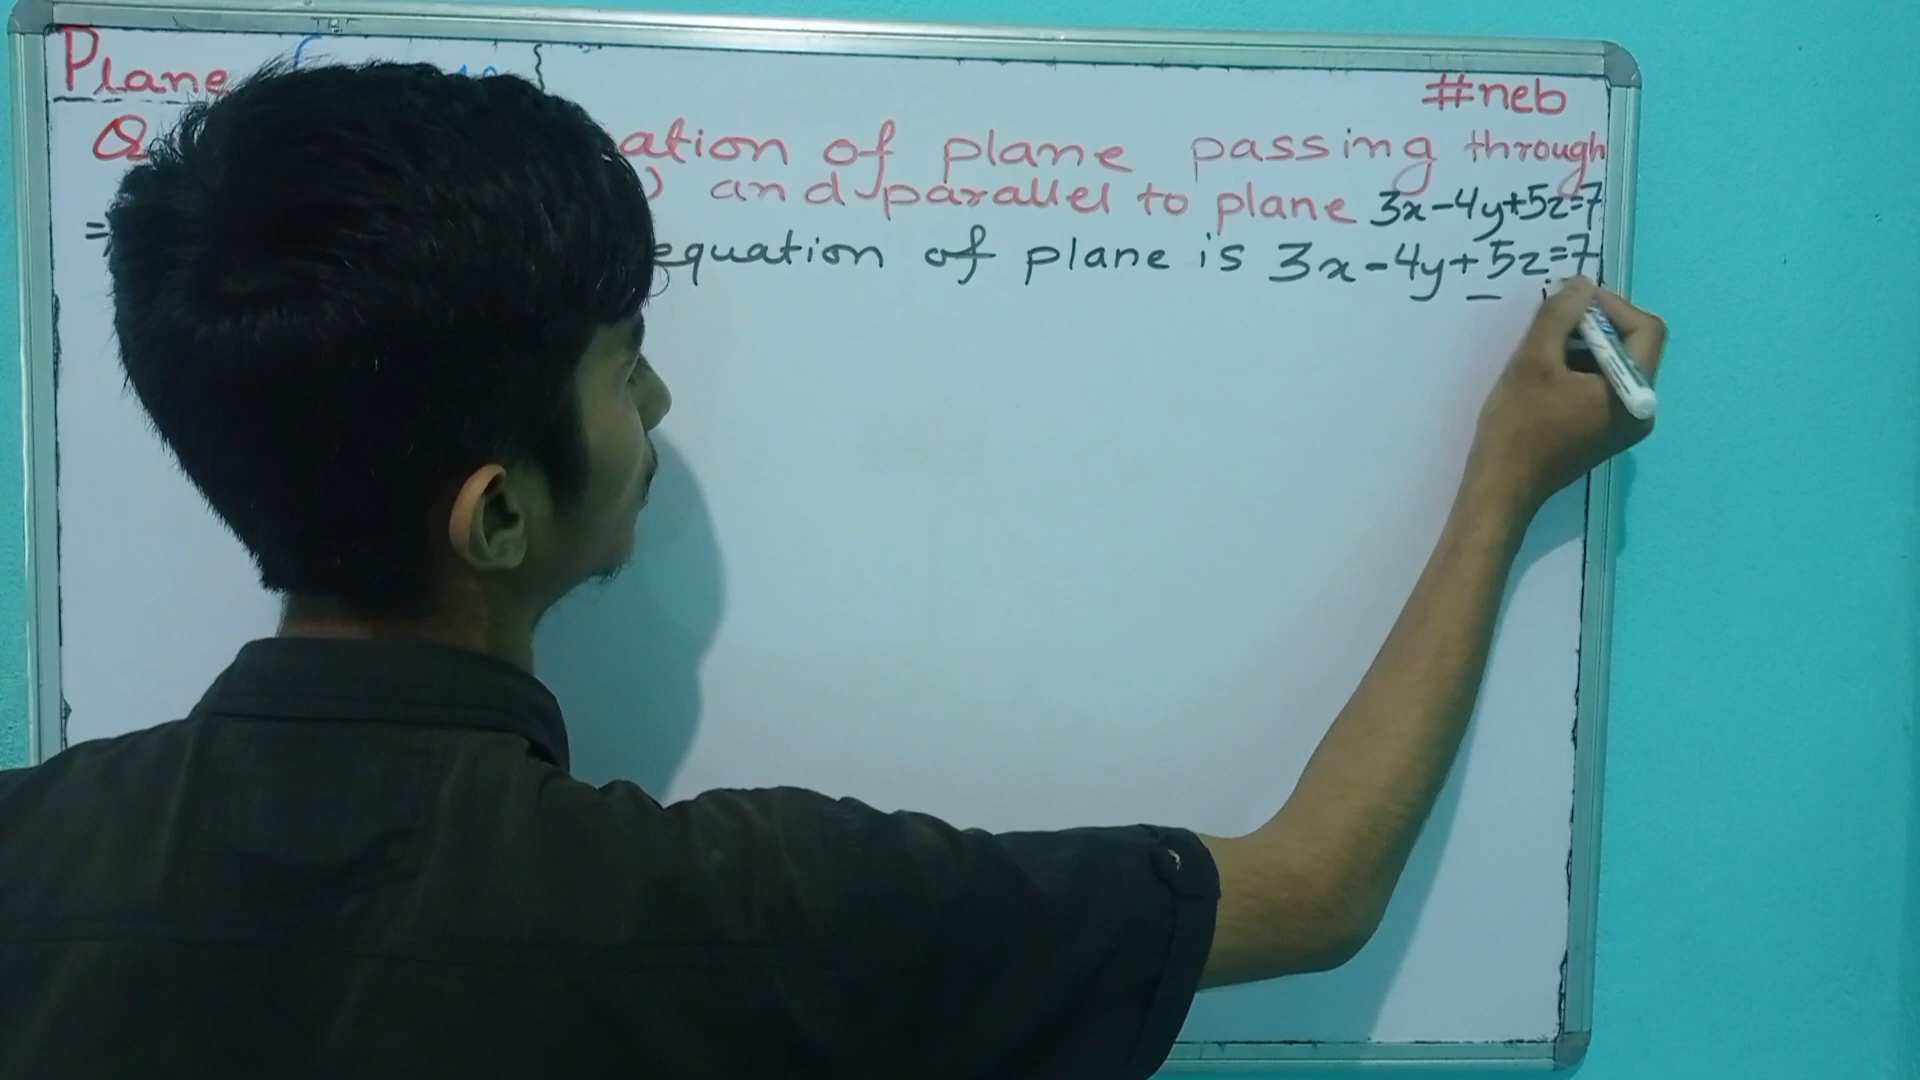 Plane
#neb
Q ation of plane passing through
) and parallel to plane 3x-4y+5z=7
=> equation of plane is 3x-4y+5z=7
— i